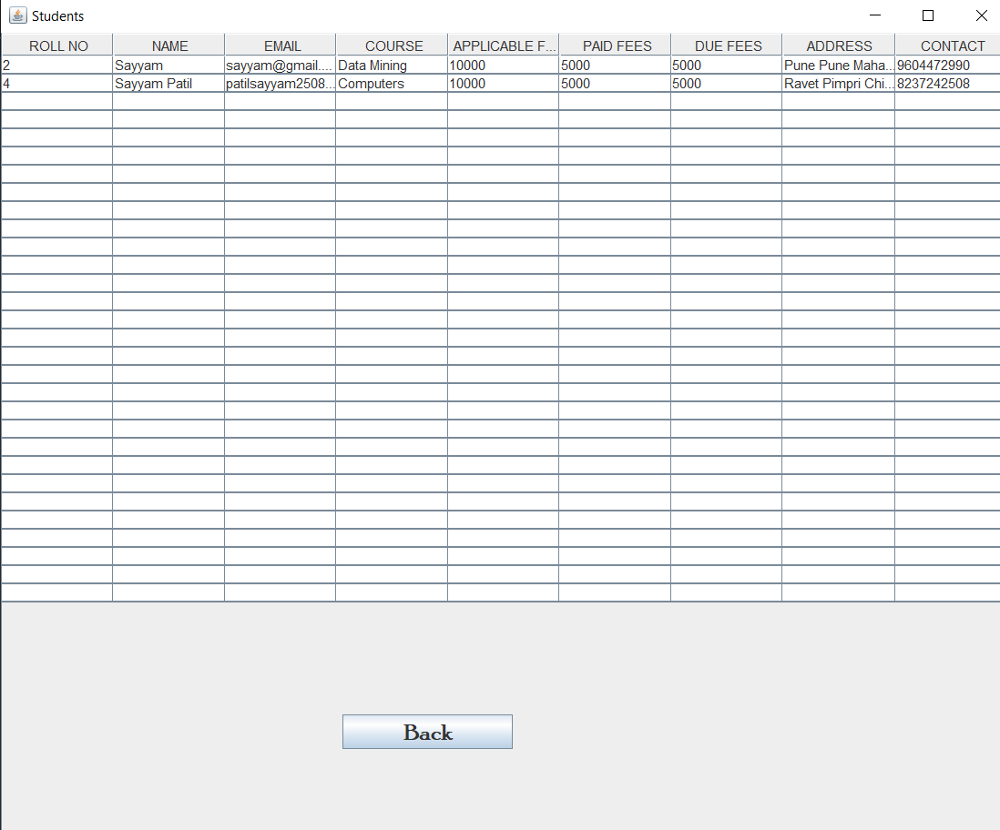 Students
ROLL NO NAME EMAIL COURSE APPLICABLE F... PAID FEES DUE FEES ADDRESS CONTACT
2 Sayyam sayyam@gmail.... Data Mining 10000 5000 5000 Pune Pune Maha... 9604472990
4 Sayyam Patil patilsayyam2508... Computers 10000 5000 5000 Ravet Pimpri Chi... 8237242508
Back